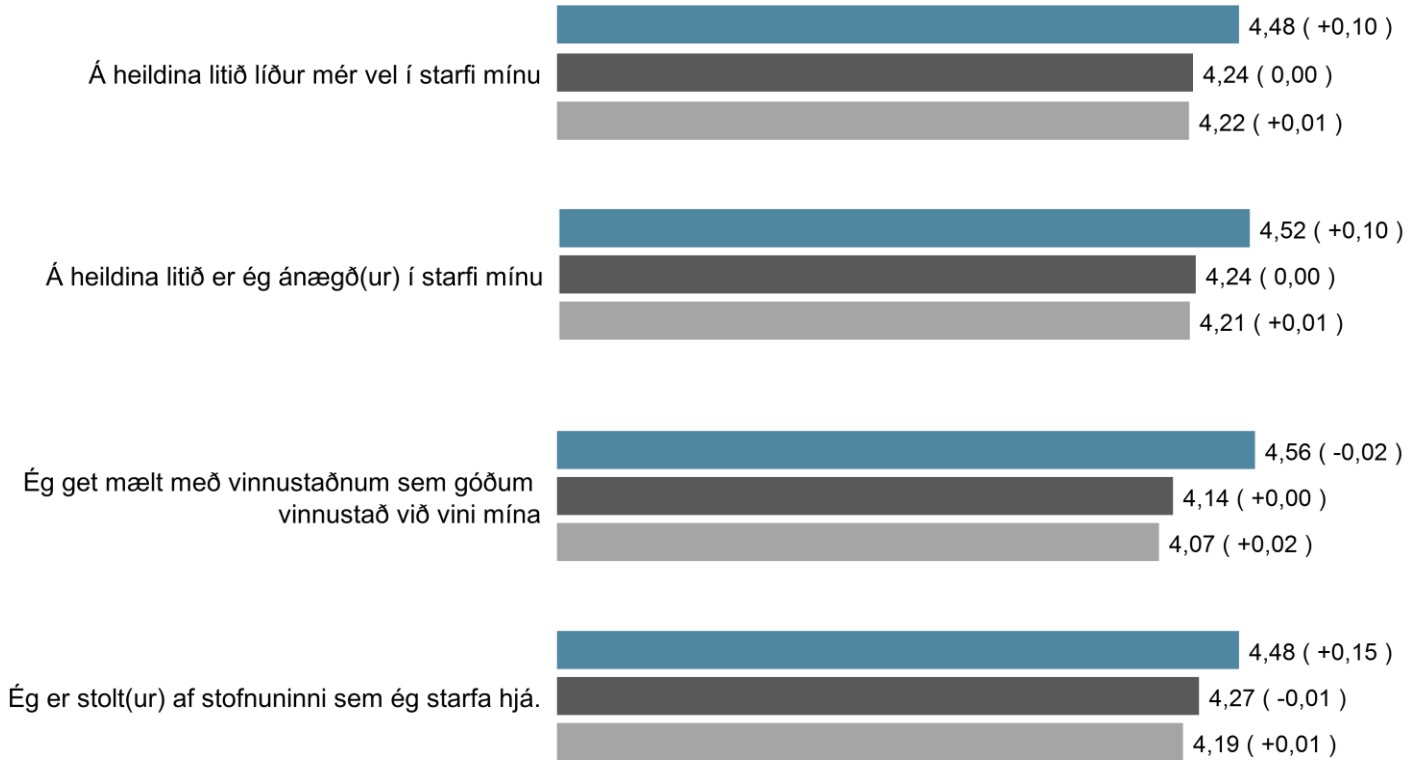 4,48 ( +0,10 )
Á heildina litið líður mér vel í starfi mínu
4,24 ( 0,00 )
4,22 ( +0,01 )
4,52 ( +0,10 )
Á heildina litið er ég ánægð(ur) í starfi mínu
4,24 ( 0,00 )
4,21 ( +0,01 )
4,56 ( -0,02 )
Ég get mælt með vinnustaðnum sem góðum
vinnustað við vini mína
4,14 ( +0,00 )
4,07 ( +0,02 )
4,48 ( +0,15 )
Ég er stolt(ur) af stofnuninni sem ég starfa hjá.
4,27 ( -0,01 )
4,19 ( +0,01 )